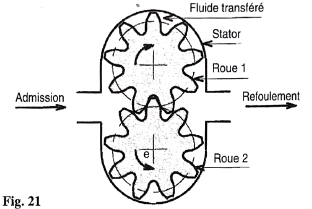 Fluide transféré
Stator
Roue 1
Admission
Refoulement
e
Roue 2
Fig. 21